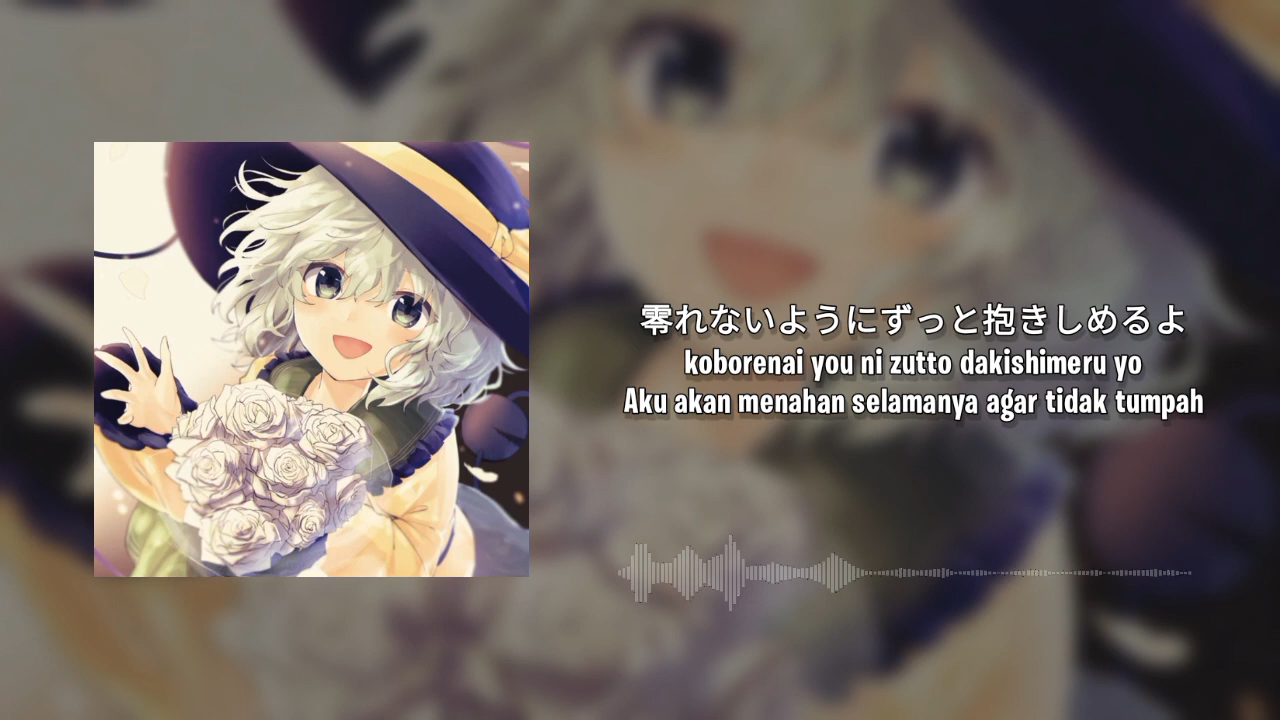 零れないようにずっと抱きしめるよ
koborenai you ni zutto dakishimeru yo
Aku akan menahan selamanya agar tidak tumpah